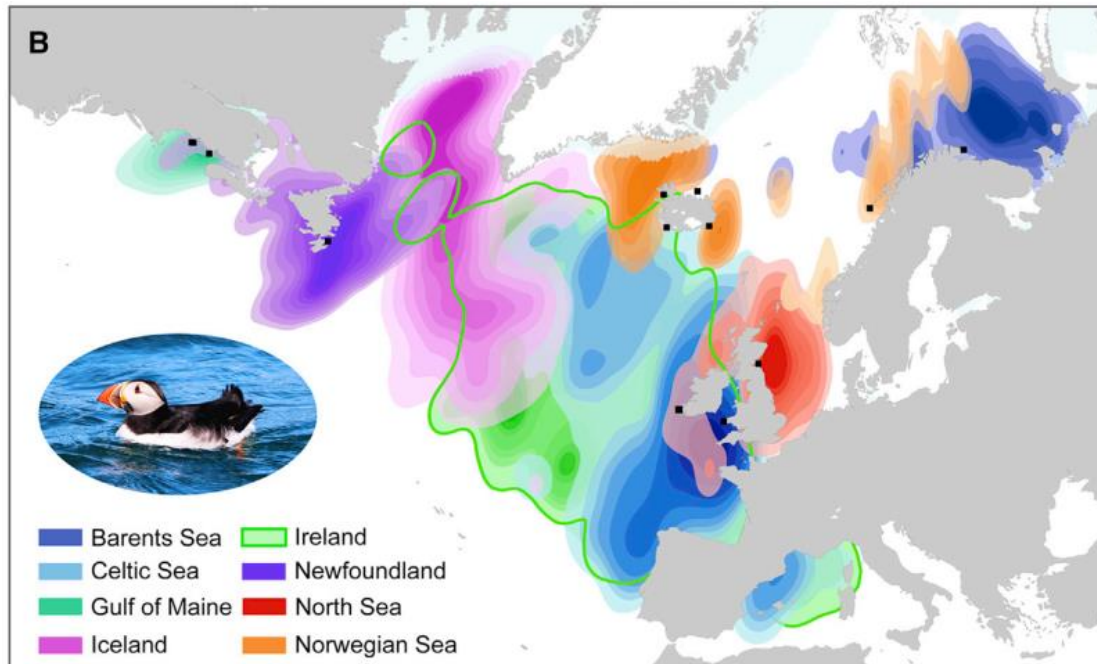 B
Barents Sea
Ireland
Celtic Sea
Newfoundland
Gulf of Maine
North Sea
Iceland
Norwegian Sea